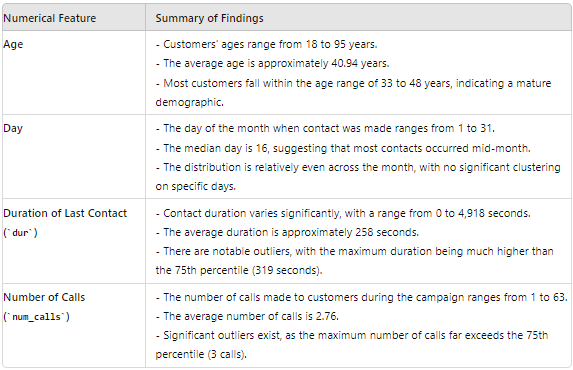 Numerical Feature Summary of Findings
Age
- Customers' ages range from 18 to 95 years.
- The average age is approximately 40.94 years.
- Most customers fall within the age range of 33 to 48 years, indicating a mature
demographic.
Day
- The day of the month when contact was made ranges from 1 to 31.
- The median day is 16, suggesting that most contacts occurred mid-month.
- The distribution is relatively even across the month, with no significant clustering
on specific days.
Duration of Last Contact
(`dur`)
- Contact duration varies significantly, with a range from 0 to 4,918 seconds.
- The average duration is approximately 258 seconds.
- There are notable outliers, with the maximum duration being much higher than
the 75th percentile (319 seconds).
Number of Calls
(`num_calls`)
- The number of calls made to customers during the campaign ranges from 1 to 63.
- The average number of calls is 2.76.
- Significant outliers exist, as the maximum number of calls far exceeds the 75th
percentile (3 calls).